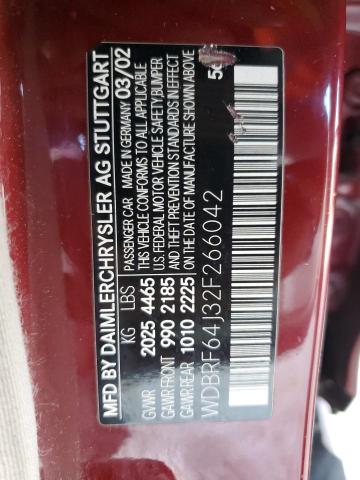 MFD BY DAIMLERCHRYSLER AG STUTTGART
PASSENGER CAR MADE IN GERMANY 03/02
KG LBS VEHICLE CONFORMS TO ALL APPLICABLE
GVWR 2025 4465 U.S. FEDERAL MOTOR VEHICLE SAFETY, BUMPER
GAWR FRONT 990 2185 AND THEFT PREVENTION STANDARDS IN EFFECT
GAWR REAR 1010 2225 ON THE DATE OF MANUFACTURE SHOWN ABOVE
WDBRF64J32F266042